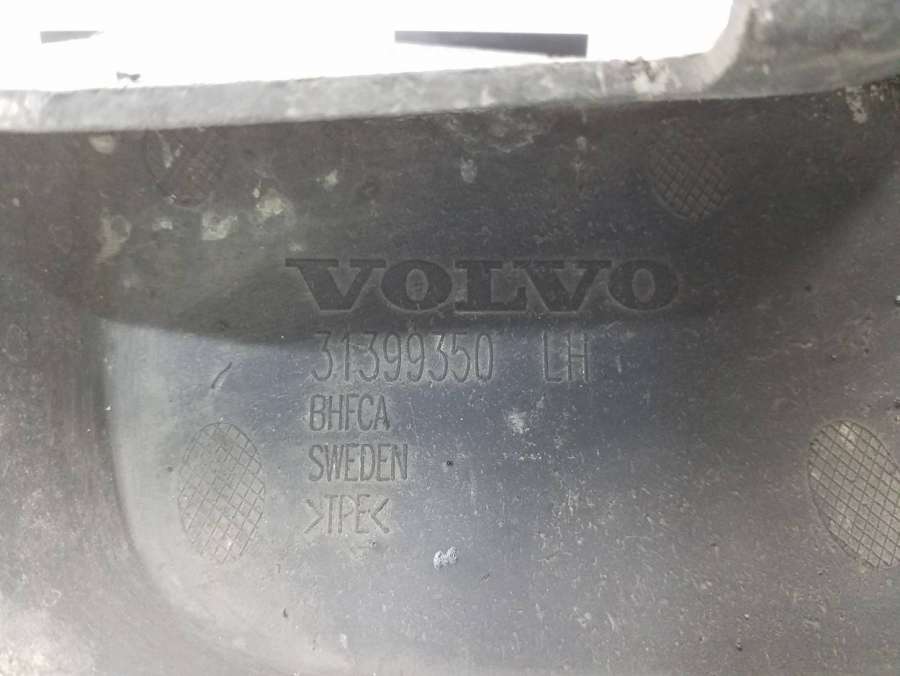 VOLVO
31399350 LH
BHFCA
SWEDEN
>TPE<